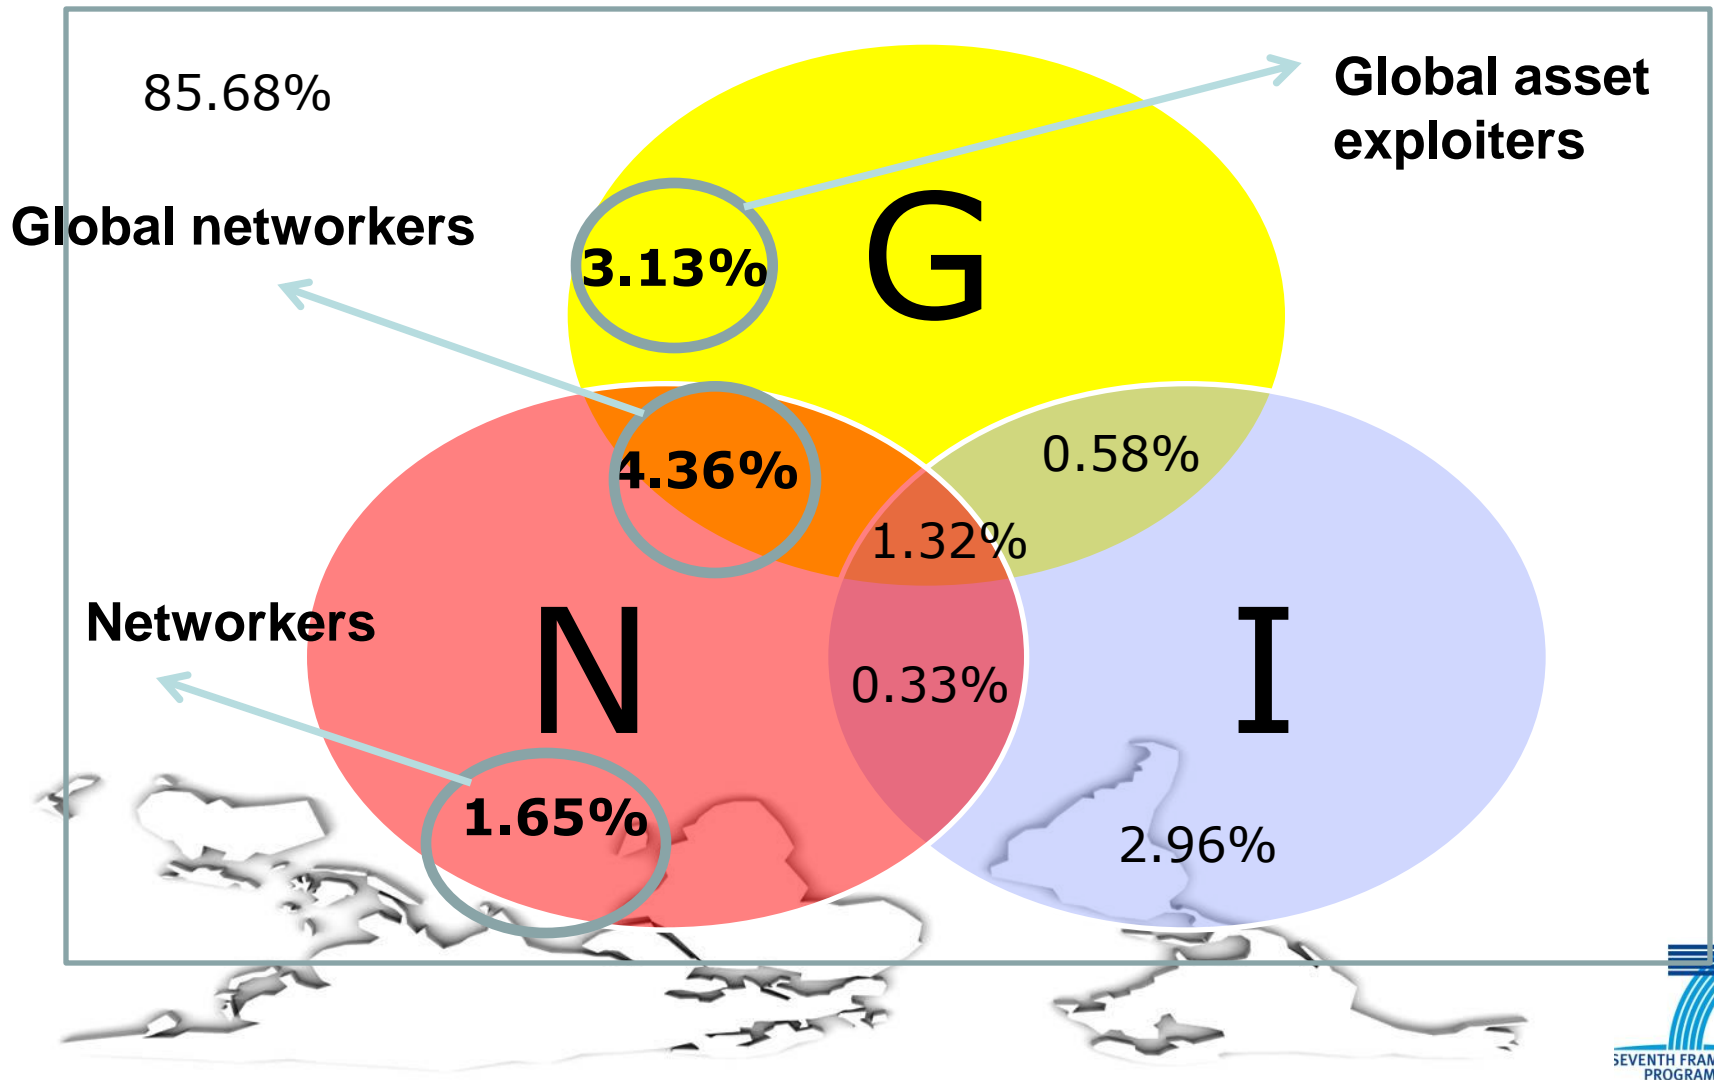 85.68%
Global asset
exploiters
Global networkers
3.13%
G
4.36%
0.58%
1.32%
Networkers
N
I
0.33%
1.65%
2.96%
SEVENTH FRAM
PROGRAM